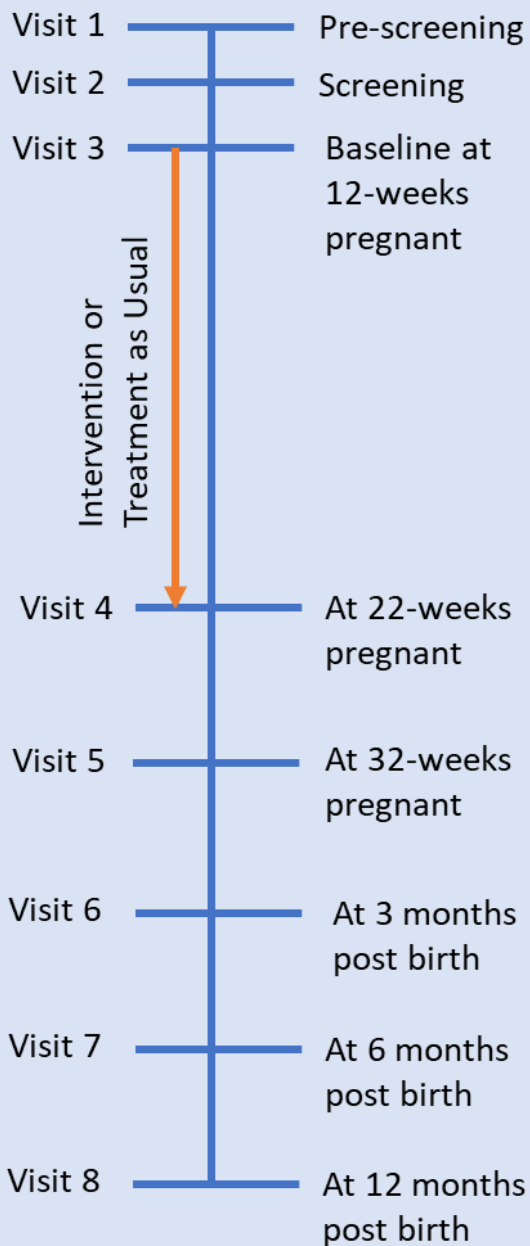 Visit 1
Pre-screening
Visit 2
Screening
Visit 3
Baseline at
12-weeks
pregnant
Intervention or
Treatment as Usual
Visit 4
At 22-weeks
pregnant
Visit 5
At 32-weeks
pregnant
Visit 6
At 3 months
post birth
Visit 7
At 6 months
post birth
Visit 8
At 12 months
post birth